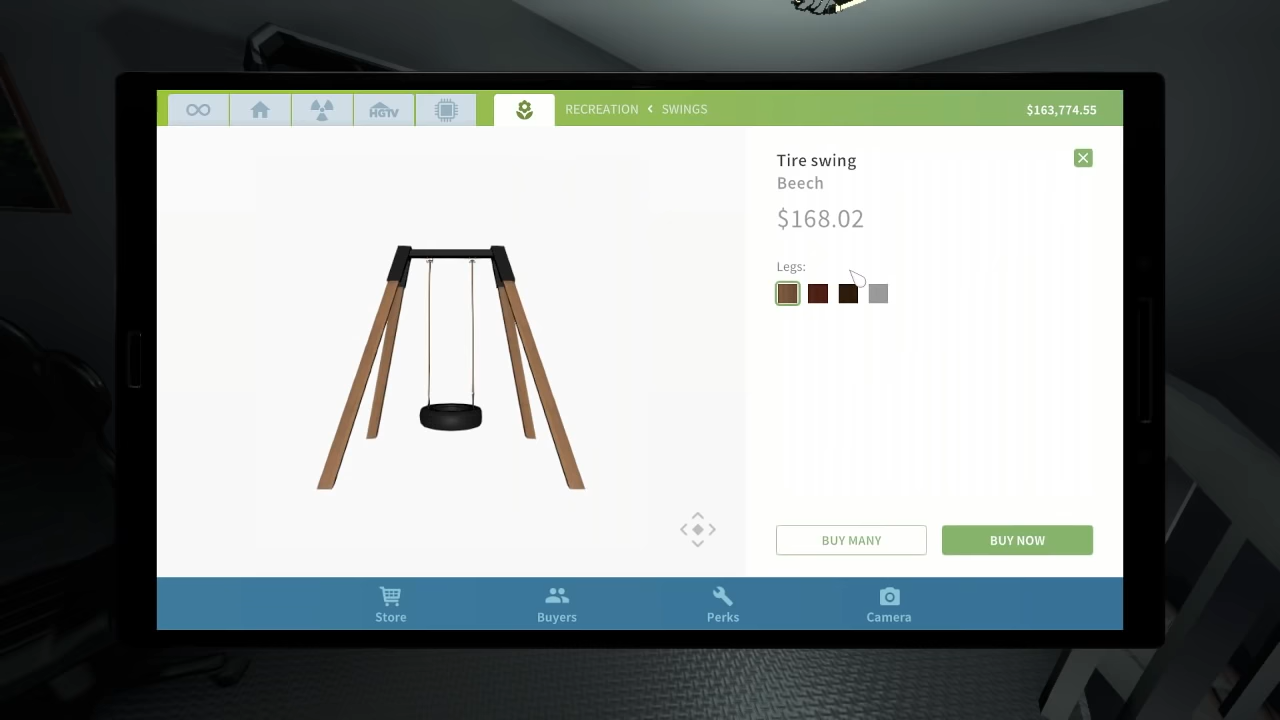 HGTV
RECREATION < SWINGS
$163,774.55
Tire swing
Beech
$168.02
Legs:
BUY MANY
BUY NOW
Store
Buyers
Perks
Camera